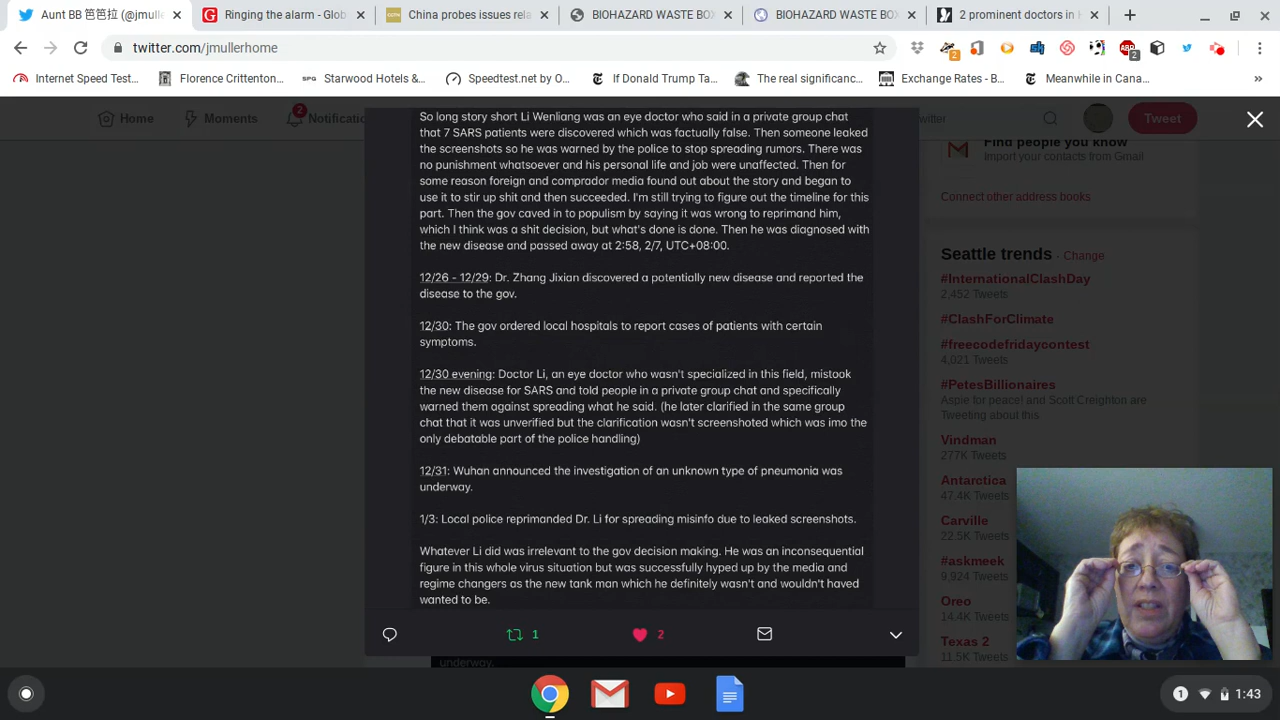 Aunt BB 笆笆拉 (@jmulle
Ringing the alarm - Glob
China probes issues rela
BIOHAZARD WASTE BOX
BIOHAZARD WASTE BOX
2 prominent doctors in H
twitter.com/jmullerhome
2
2
Internet Speed Test...
Florence Crittenton...
SPG Starwood Hotels &...
Speedtest.net by O...
If Donald Trump Ta...
The real significanc...
Exchange Rates - B...
Meanwhile in Cana...
»
Home
Moments
2
Notificatio
witter
Tweet
Find people you know
Import your contacts from Gmail
Connect other address books
Seattle trends · Change
#InternationalClashDay
2,452 Tweets
#ClashForClimate
#freecodefridaycontest
4,021 Tweets
#PetesBillionaires
Aspie for peace! and Scott Creighton are
Tweeting about this
Vindman
277K Tweets
Antarctica
47.4K Tweets
Carville
22.5K Tweets
#askmeek
9,924 Tweets
Oreo
14.4K Tweets
Texas 2
11.5K Tweets
So long story short Li Wenliang was an eye doctor who said in a private group chat
that 7 SARS patients were discovered which was factually false. Then someone leaked
the screenshots so he was warned by the police to stop spreading rumors. There was
no punishment whatsoever and his personal life and job were unaffected. Then for
some reason foreign and comprador media found out about the story and began to
use it to stir up shit and then succeeded. I'm still trying to figure out the timeline for this
part. Then the gov caved in to populism by saying it was wrong to reprimand him,
which I think was a shit decision, but what's done is done. Then he was diagnosed with
the new disease and passed away at 2:58, 2/7, UTC+08:00.
12/26 - 12/29: Dr. Zhang Jixian discovered a potentially new disease and reported the
disease to the gov.
12/30: The gov ordered local hospitals to report cases of patients with certain
symptoms.
12/30 evening: Doctor Li, an eye doctor who wasn't specialized in this field, mistook
the new disease for SARS and told people in a private group chat and specifically
warned them against spreading what he said. (he later clarified in the same group
chat that it was unverified but the clarification wasn't screenshoted which was imo the
only debatable part of the police handling)
12/31: Wuhan announced the investigation of an unknown type of pneumonia was
underway.
1/3: Local police reprimanded Dr. Li for spreading misinfo due to leaked screenshots.
Whatever Li did was irrelevant to the gov decision making. He was an inconsequential
figure in this whole virus situation but was successfully hyped up by the media and
regime changers as the new tank man which he definitely wasn't and wouldn't haved
wanted to be.
1
2
underway.
1
1:43